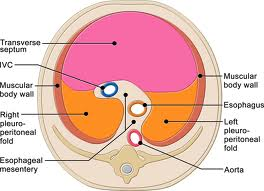 Transverse
septum
IVC
Muscular
body wall
Right
pleuro-
peritoneal
fold
Esophageal
mesentery
Muscular
body wall
Esophagus
Left
pleuro-
peritoneal
fold
Aorta